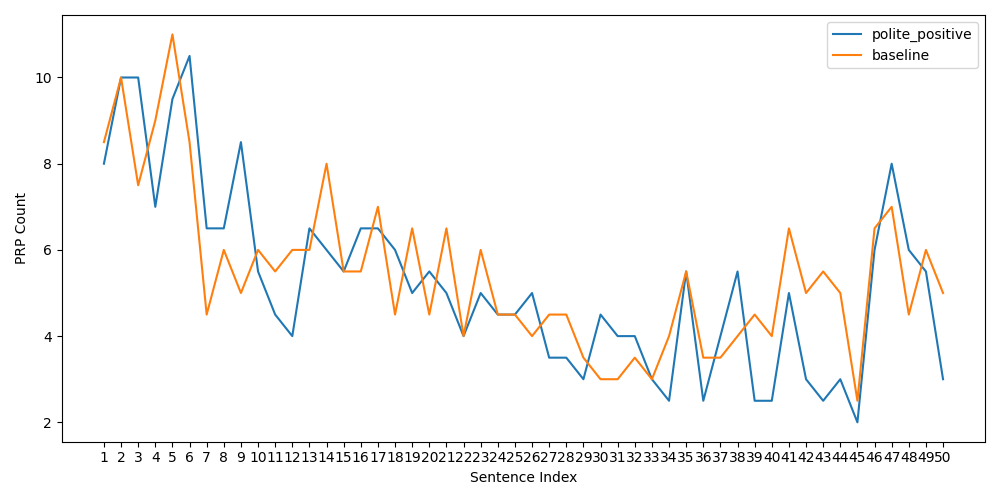 polite_positive
baseline
10
8
6
4
2
PRP Count
1 2 3 4 5 6 7 8 9 10 11 12 13 14 15 16 17 18 19 20 21 22 23 24 25 26 27 28 29 30 31 32 33 34 35 36 37 38 39 40 41 42 43 44 45 46 47 48 49 50
Sentence Index